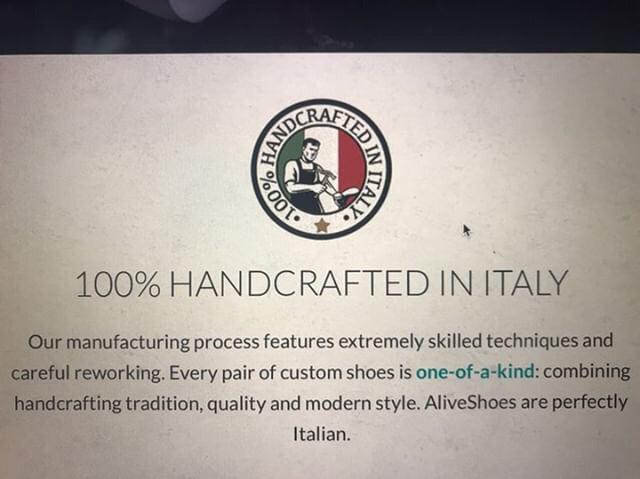 100% HANDCRAFTED IN ITALY
100% HANDCRAFTED IN ITALY
Our manufacturing process features extremely skilled techniques and
careful reworking. Every pair of custom shoes is one-of-a-kind: combining
handcrafting tradition, quality and modern style. AliveShoes are perfectly
Italian.